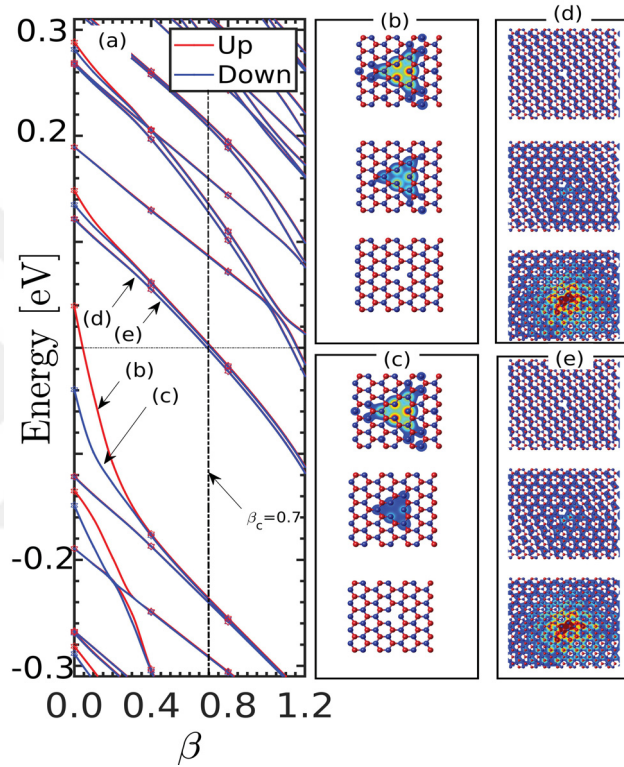 0.3
(a)
Up
Down
0.2
(d)
(e)
(b)
(c)
β_c=0.7
-0.2
-0.3
0.0
0.4
0.8
1.2
Energy [eV]
β
(b)
(c)
(d)
(e)